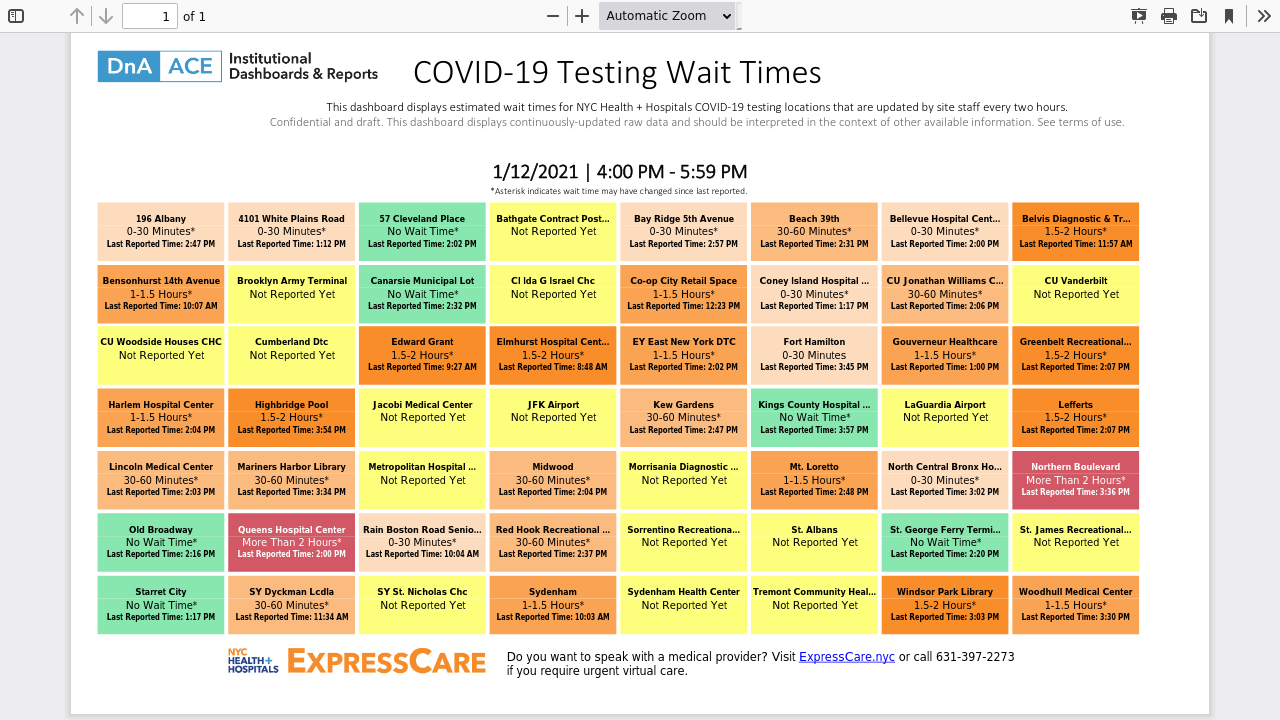 1 of 1 Automatic Zoom
DnA ACE Institutional
Dashboards & Reports
COVID-19 Testing Wait Times
This dashboard displays estimated wait times for NYC Health + Hospitals COVID-19 testing locations that are updated by site staff every two hours.
Confidential and draft. This dashboard displays continuously-updated raw data and should be interpreted in the context of other available information. See terms of use.
1/12/2021 | 4:00 PM - 5:59 PM
*Asterisk indicates wait time may have changed since last reported.
196 Albany
0-30 Minutes*
Last Reported Time: 2:47 PM
4101 White Plains Road
0-30 Minutes*
Last Reported Time: 1:12 PM
57 Cleveland Place
No Wait Time*
Last Reported Time: 2:02 PM
Bathgate Contract Post...
Not Reported Yet
Bay Ridge 5th Avenue
0-30 Minutes*
Last Reported Time: 2:57 PM
Beach 39th
30-60 Minutes*
Last Reported Time: 2:31 PM
Bellevue Hospital Cent...
0-30 Minutes*
Last Reported Time: 2:00 PM
Belvis Diagnostic & Tr...
1.5-2 Hours*
Last Reported Time: 11:57 AM
Bensonhurst 14th Avenue
1-1.5 Hours*
Last Reported Time: 10:07 AM
Brooklyn Army Terminal
Not Reported Yet
Canarsie Municipal Lot
No Wait Time*
Last Reported Time: 2:32 PM
CI Ida G Israel Chc
Not Reported Yet
Co-op City Retail Space
1-1.5 Hours*
Last Reported Time: 12:23 PM
Coney Island Hospital ...
0-30 Minutes*
Last Reported Time: 1:17 PM
CU Jonathan Williams C...
30-60 Minutes*
Last Reported Time: 2:06 PM
CU Vanderbilt
Not Reported Yet
CU Woodside Houses CHC
Not Reported Yet
Cumberland Dtc
Not Reported Yet
Edward Grant
1.5-2 Hours*
Last Reported Time: 9:27 AM
Elmhurst Hospital Cent...
1.5-2 Hours*
Last Reported Time: 8:48 AM
EY East New York DTC
1-1.5 Hours*
Last Reported Time: 2:02 PM
Fort Hamilton
0-30 Minutes
Last Reported Time: 3:45 PM
Gouverneur Healthcare
1-1.5 Hours*
Last Reported Time: 1:00 PM
Greenbelt Recreational...
1.5-2 Hours*
Last Reported Time: 2:07 PM
Harlem Hospital Center
1-1.5 Hours*
Last Reported Time: 2:04 PM
Highbridge Pool
1.5-2 Hours*
Last Reported Time: 3:54 PM
Jacobi Medical Center
Not Reported Yet
JFK Airport
Not Reported Yet
Kew Gardens
30-60 Minutes*
Last Reported Time: 2:47 PM
Kings County Hospital ...
No Wait Time*
Last Reported Time: 3:57 PM
LaGuardia Airport
Not Reported Yet
Lefferts
1.5-2 Hours*
Last Reported Time: 2:07 PM
Lincoln Medical Center
30-60 Minutes*
Last Reported Time: 2:03 PM
Mariners Harbor Library
30-60 Minutes*
Last Reported Time: 3:34 PM
Metropolitan Hospital ...
Not Reported Yet
Midwood
30-60 Minutes*
Last Reported Time: 2:04 PM
Morrisania Diagnostic ...
Not Reported Yet
Mt. Loretto
1-1.5 Hours*
Last Reported Time: 2:48 PM
North Central Bronx Ho...
0-30 Minutes*
Last Reported Time: 3:02 PM
Northern Boulevard
More Than 2 Hours*
Last Reported Time: 3:36 PM
Old Broadway
No Wait Time*
Last Reported Time: 2:16 PM
Queens Hospital Center
More Than 2 Hours*
Last Reported Time: 2:00 PM
Rain Boston Road Senio...
0-30 Minutes*
Last Reported Time: 10:04 AM
Red Hook Recreational ...
30-60 Minutes*
Last Reported Time: 2:37 PM
Sorrentino Recreationa...
Not Reported Yet
St. Albans
Not Reported Yet
St. George Ferry Termi...
No Wait Time*
Last Reported Time: 2:20 PM
St. James Recreational...
Not Reported Yet
Starret City
No Wait Time*
Last Reported Time: 1:17 PM
SY Dyckman Lcdla
30-60 Minutes*
Last Reported Time: 11:34 AM
SY St. Nicholas Chc
Not Reported Yet
Sydenham
1-1.5 Hours*
Last Reported Time: 10:03 AM
Sydenham Health Center
Not Reported Yet
Tremont Community Heal...
Not Reported Yet
Windsor Park Library
1.5-2 Hours*
Last Reported Time: 3:03 PM
Woodhull Medical Center
1-1.5 Hours*
Last Reported Time: 3:30 PM
NYC
HEALTH+
HOSPITALS
EXPRESSCARE
Do you want to speak with a medical provider? Visit ExpressCare.nyc or call 631-397-2273
if you require urgent virtual care.